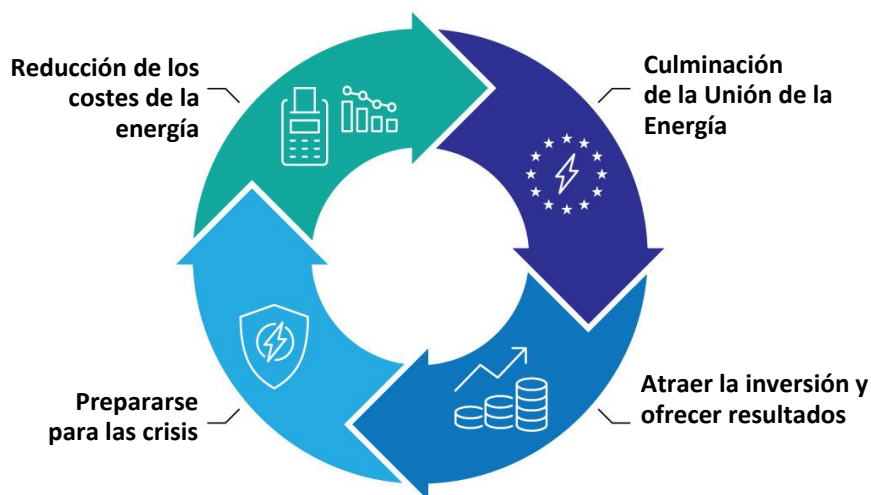 Reducción de los
costes de la
energía
Culminación
de la Unión de la
Energía
Atraer la inversión y
ofrecer resultados
Prepararse
para las crisis